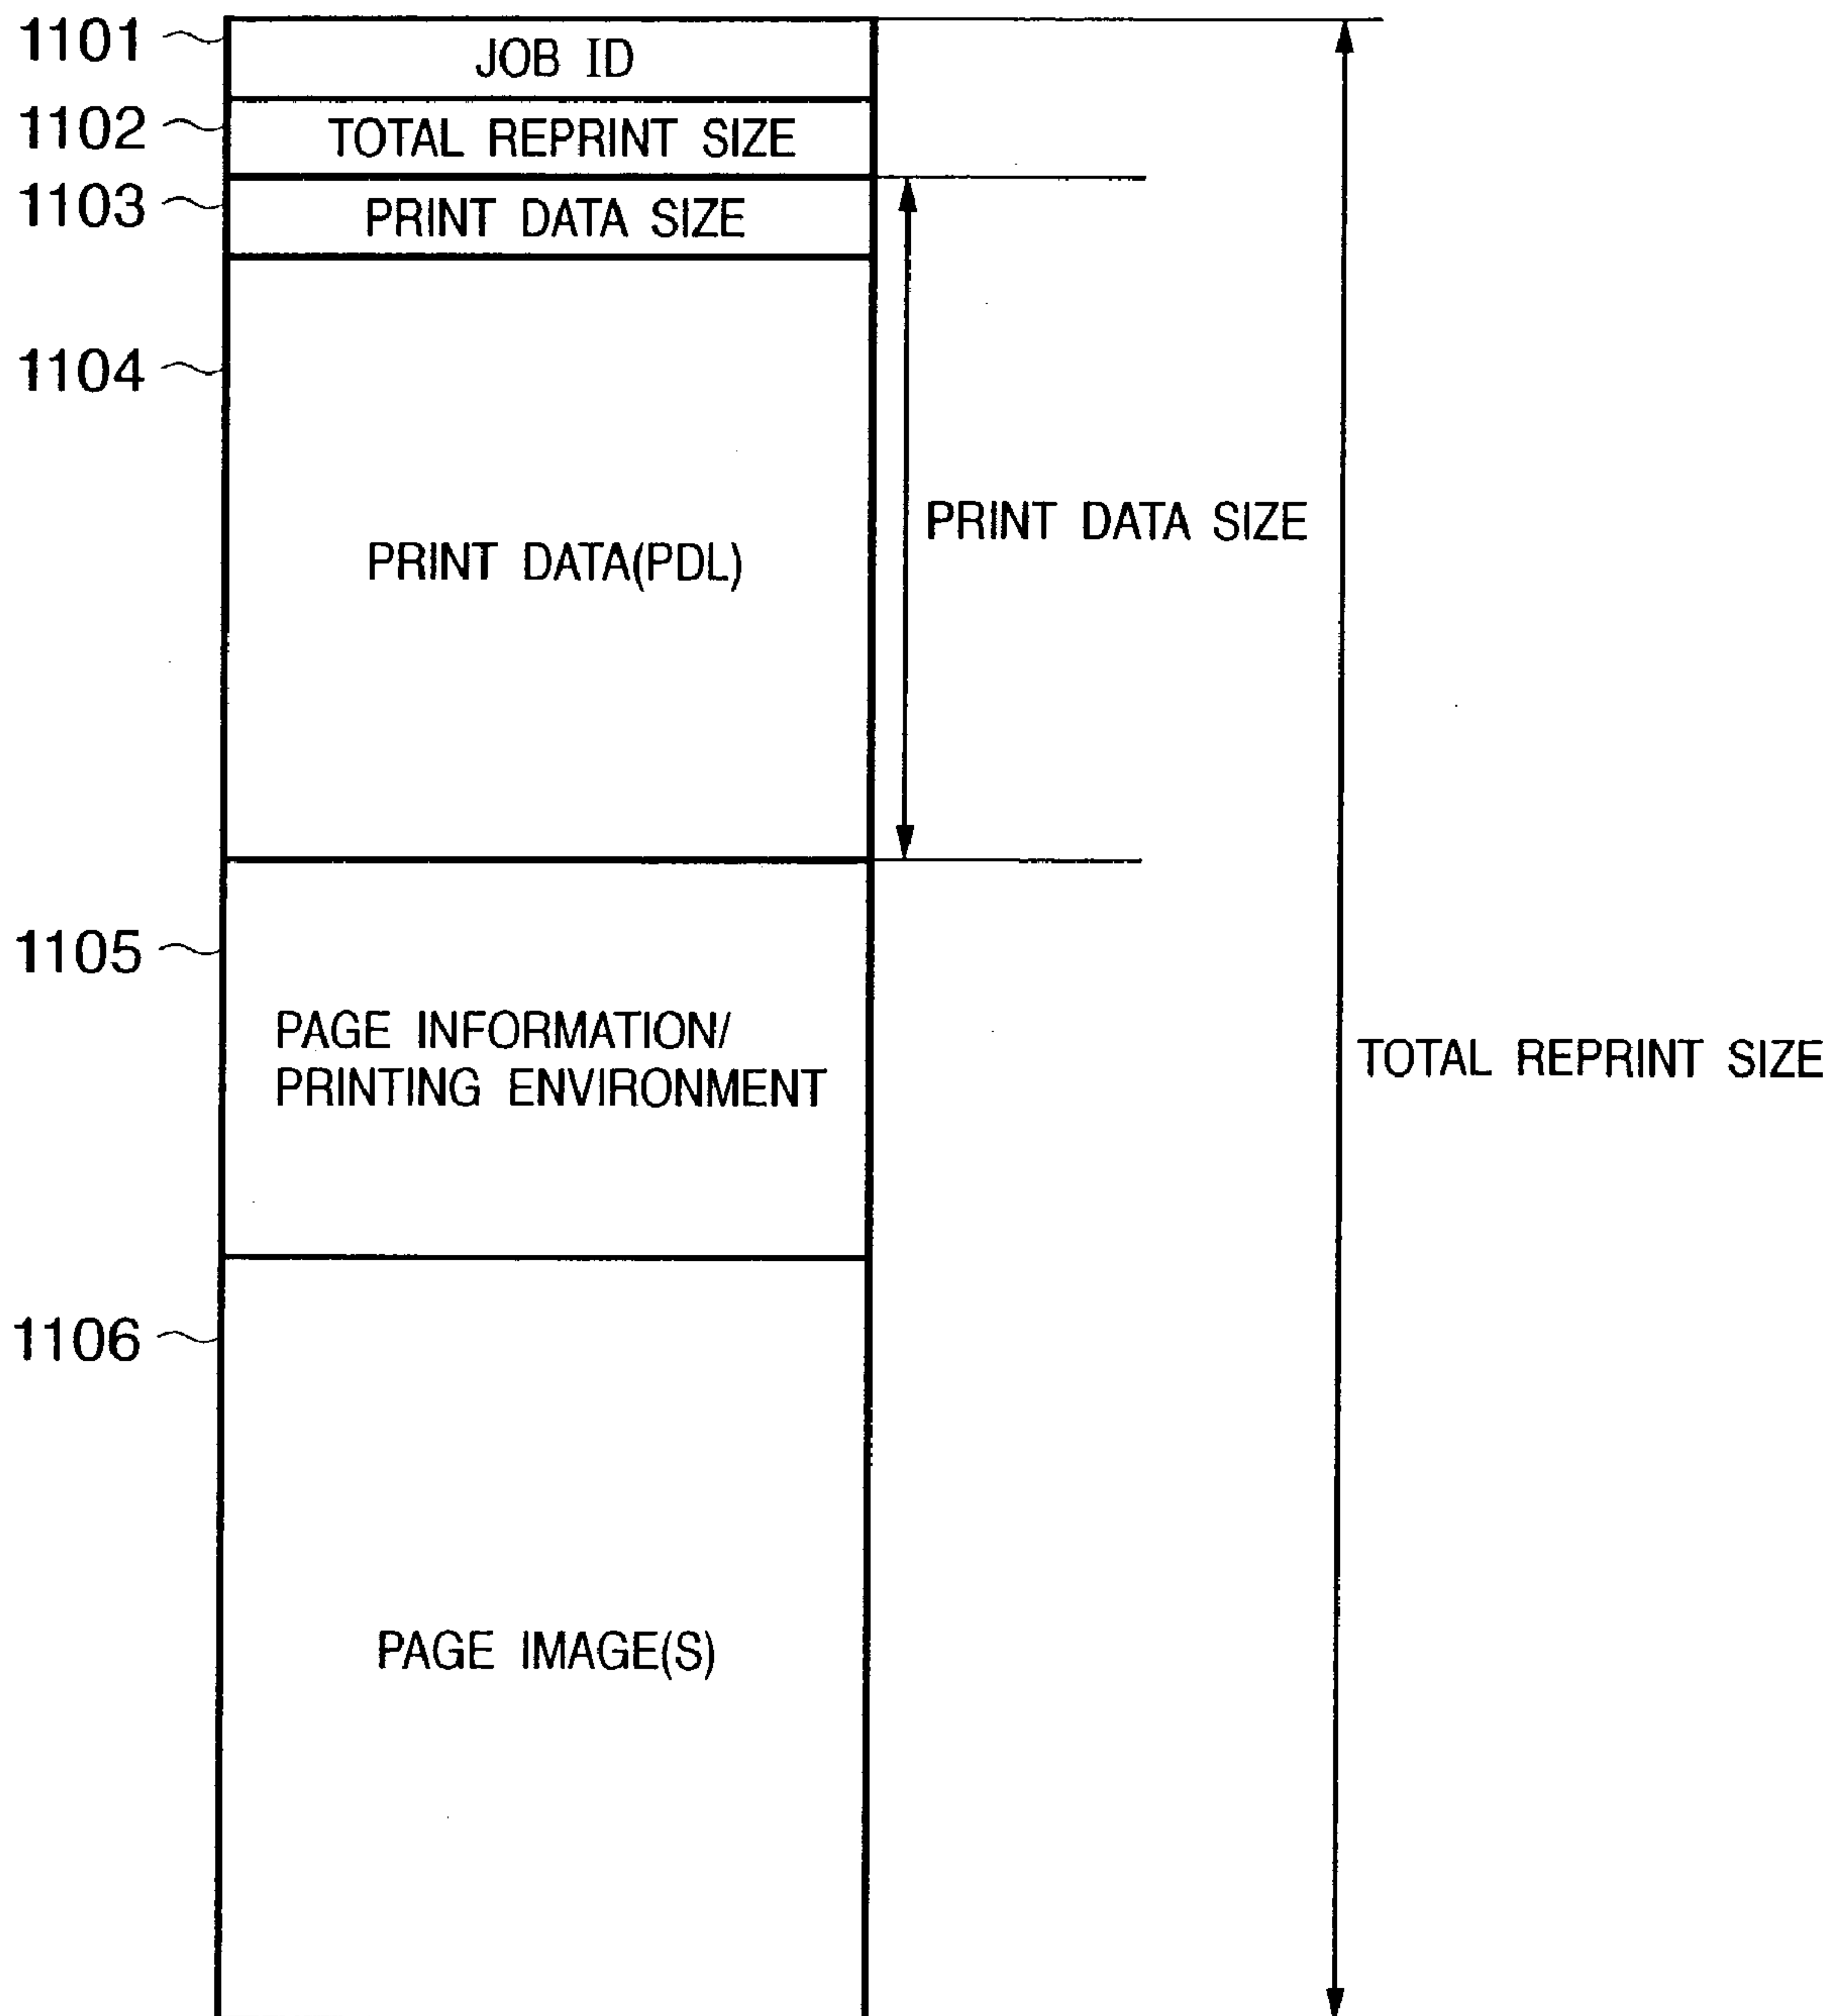 1101
JOB ID
1102
TOTAL REPRINT SIZE
1103
PRINT DATA SIZE
1104
PRINT DATA SIZE
PRINT DATA(PDL)
1105
PAGE INFORMATION/
PRINTING ENVIRONMENT
TOTAL REPRINT SIZE
1106
PAGE IMAGE(S)